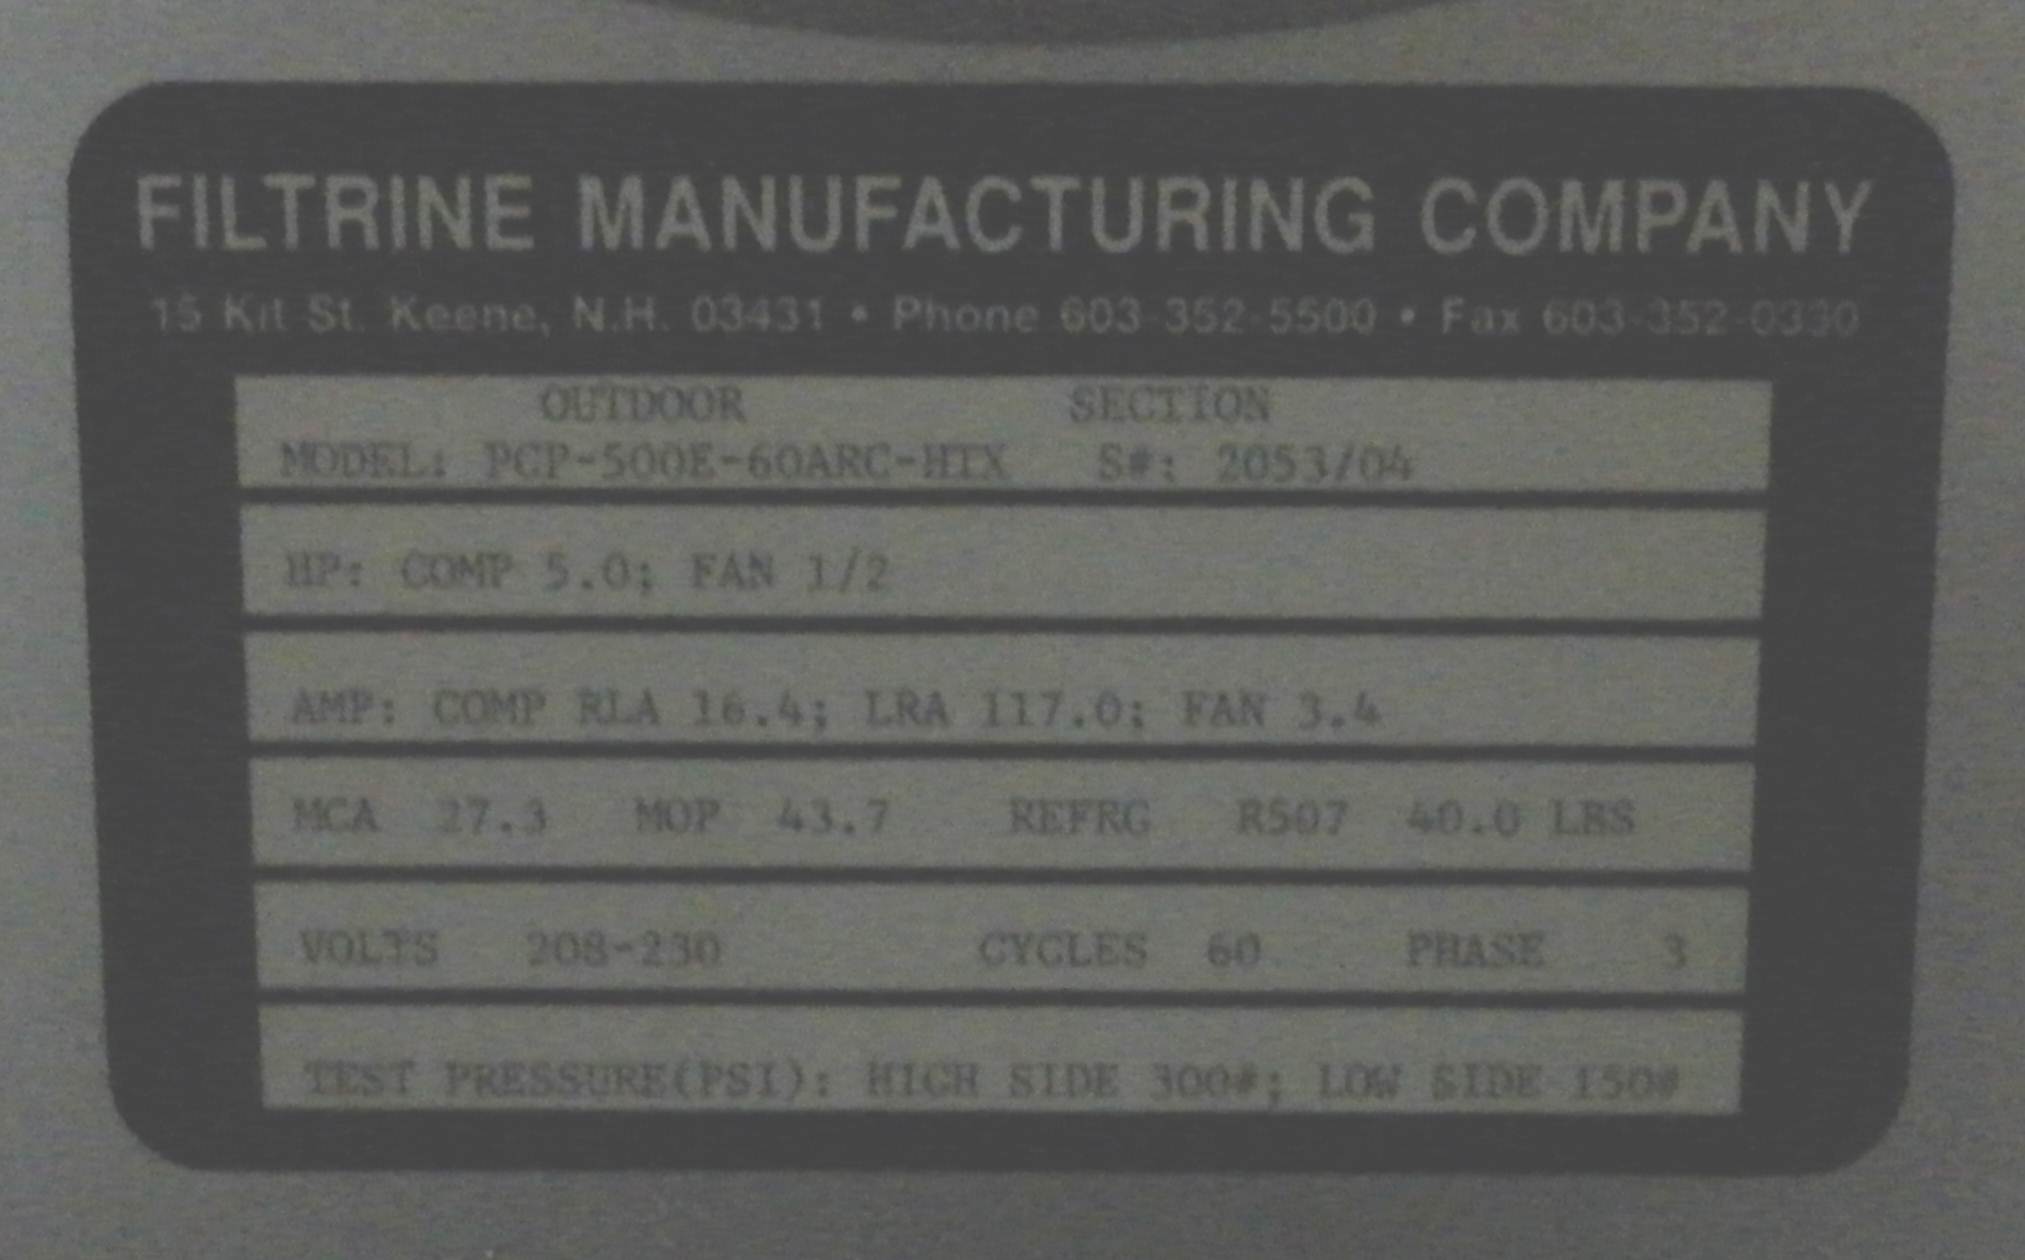 FILTRINE MANUFACTURING COMPANY
15 Kit St. Keene, N.H. 03431 • Phone 603-352-5500 • Fax 603-352-0330
OUTDOOR SECTION
MODEL: PCP-500E-60ARC-HTX S#: 2053/04
HP: COMP 5.0; FAN 1/2
AMP: COMP RLA 16.4; LRA 117.0; FAN 3.4
MCA 27.3 MOP 43.7 REFRG R507 40.0 LBS
VOLTS 208-230 CYCLES 60 PHASE 3
TEST PRESSURE(PSI): HIGH SIDE 300#; LOW SIDE 150#